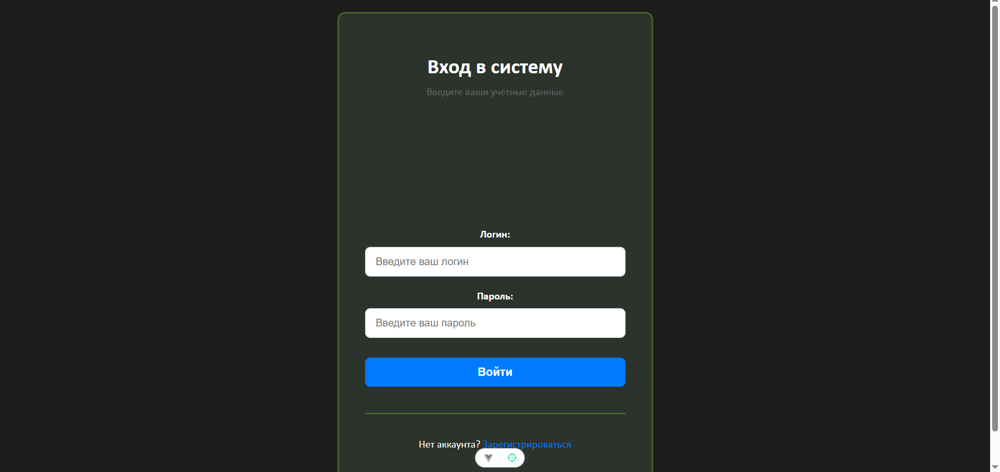 Вход в систему
Введите ваши учетные данные
Логин:
Введите ваш логин
Пароль:
Введите ваш пароль
Войти
Нет аккаунта? Зарегистрироваться